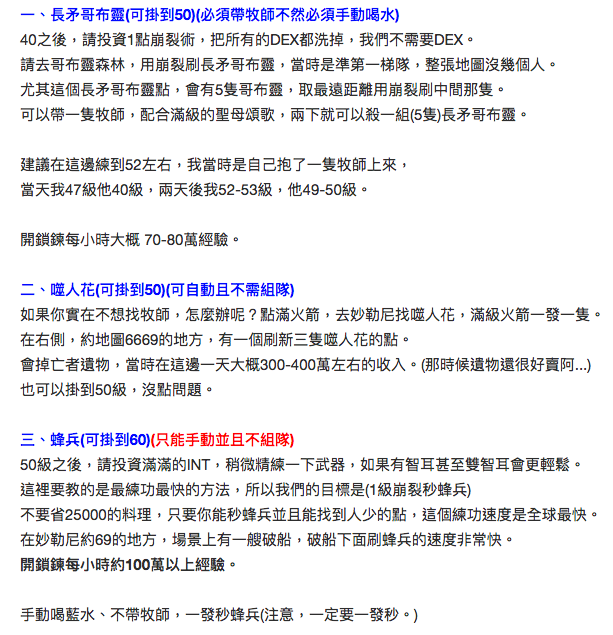 一、長矛哥布靈(可掛到50)(必須帶牧師不然必須手動喝水)
40之後，請投資1點崩裂術，把所有的DEX都洗掉，我們不需要DEX。
請去哥布靈森林，用崩裂刷長矛哥布靈，當時是準第一梯隊，整張地圖沒幾個人。
尤其這個長矛哥布靈點，會有5隻哥布靈，取最遠距離用崩裂刷中間那隻。
可以帶一隻牧師，配合滿級的聖母頌歌，兩下就可以殺一組(5隻)長矛哥布靈。
建議在這邊練到52左右，我當時是自己抱了一隻牧師上來，
當天我47級他40級，兩天後我52-53級，他49-50級。
開鎖鍊每小時大概 70-80萬經驗。
二、噬人花(可掛到50)(可自動且不需組隊)
如果你實在不想找牧師，怎麼辦呢？點滿火箭，去妙勒尼找噬人花，滿級火箭一發一隻。
在右側，約地圖6669的地方，有一個刷新三隻噬人花的點。
會掉亡者遺物，當時在這邊一天大概300-400萬左右的收入。(那時候遺物還很好賣阿...)
也可以掛到50級，沒點問題。
三、蜂兵(可掛到60)(只能手動並且不組隊)
50級之後，請投資滿滿的INT，稍微精練一下武器，如果有智耳甚至雙智耳會更輕鬆。
這裡要教的是最練功最快的方法，所以我們的目標是(1級崩裂秒蜂兵)
不要省25000的料理，只要你能秒蜂兵並且能找到人少的點，這個練功速度是全球最快。
在妙勒尼約69的地方，場景上有一艘破船，破船下面刷蜂兵的速度非常快。
開鎖鍊每小時約100萬以上經驗。
手動喝藍水、不帶牧師，一發秒蜂兵(注意，一定要一發秒。)